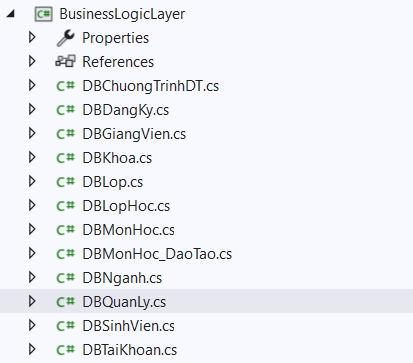 BusinessLogicLayer
Properties
References
C# DBChuongTrinhDT.cs
C# DBDangKy.cs
C# DBGiangVien.cs
C# DBKhoa.cs
C# DBLop.cs
C# DBLopHoc.cs
C# DBMonHoc.cs
C# DBMonHoc_DaoTao.cs
C# DBNganh.cs
C# DBQuanLy.cs
C# DBSinhVien.cs
C# DBTaiKhoan.cs